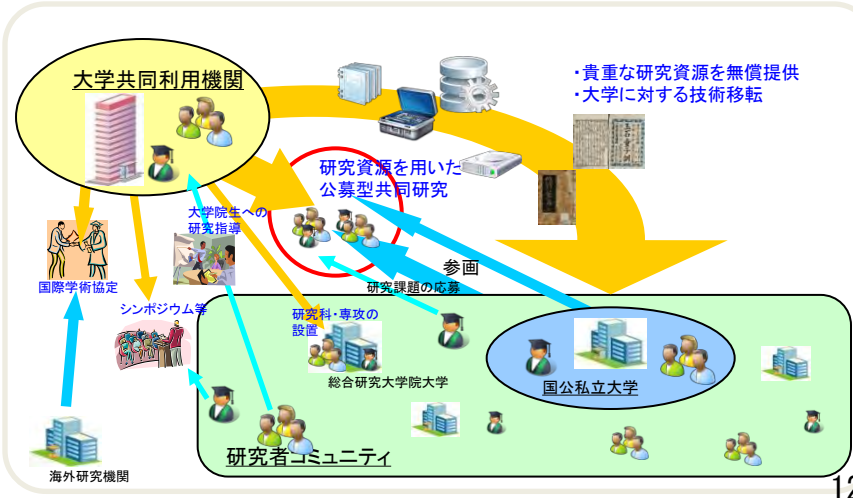 大学共同利用機関
・貴重な研究資源を無償提供
・大学に対する技術移転
研究資源を用いた
公募型共同研究
大学院生への
研究指導
国際学術協定
シンポジウム等
参画
研究課題の応募
研究科・専攻の
設置
総合研究大学院大学
国公私立大学
研究者コミュニティ
海外研究機関
12